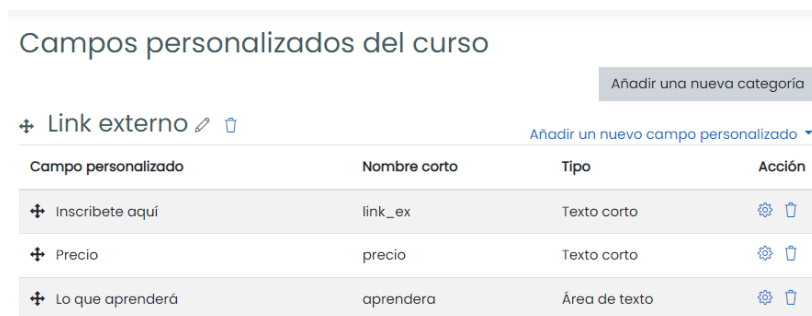 Campos personalizados del curso
Añadir una nueva categoría
Link externo
Añadir un nuevo campo personalizado
Campo personalizado Nombre corto Tipo Acción
Inscríbete aquí link_ex Texto corto
Precio precio Texto corto
Lo que aprenderá aprendera Área de texto